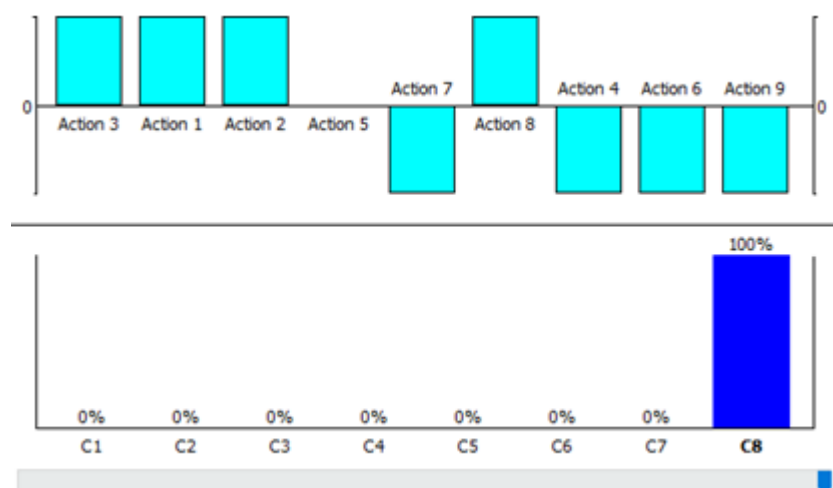 Action 7 Action 4 Action 6 Action 9
0 0
Action 3 Action 1 Action 2 Action 5 Action 8
100%
0% 0% 0% 0% 0% 0% 0%
C1 C2 C3 C4 C5 C6 C7 C8